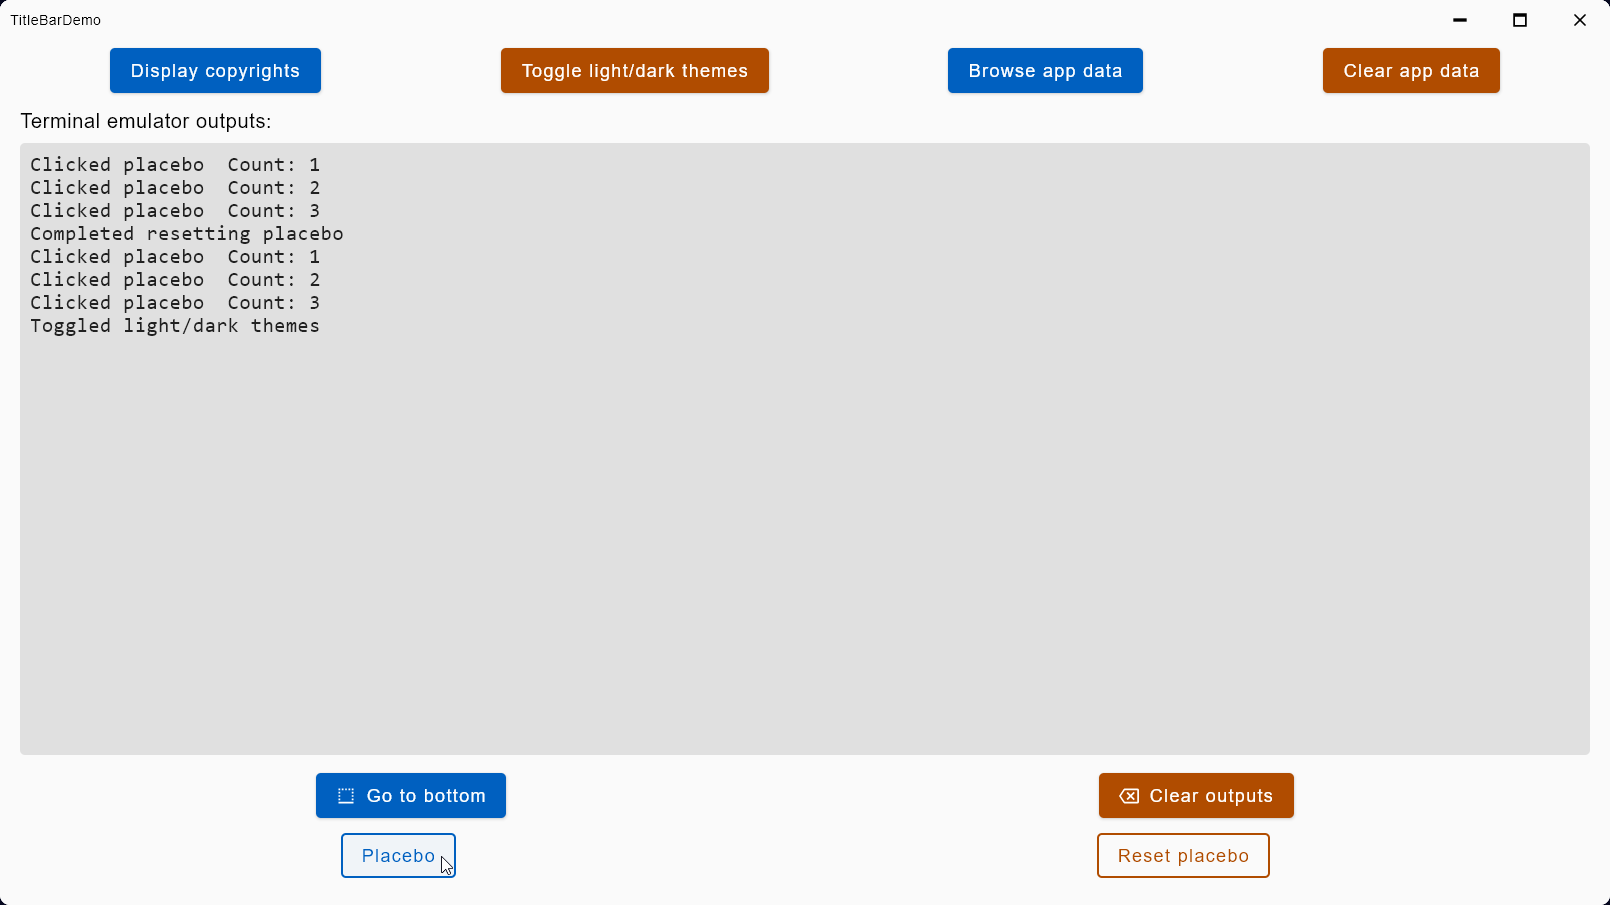 TitleBarDemo
Display copyrights
Toggle light/dark themes
Browse app data
Clear app data
Terminal emulator outputs:
Clicked placebo  Count: 1
Clicked placebo  Count: 2
Clicked placebo  Count: 3
Completed resetting placebo
Clicked placebo  Count: 1
Clicked placebo  Count: 2
Clicked placebo  Count: 3
Toggled light/dark themes
Go to bottom
Clear outputs
Placebo
Reset placebo